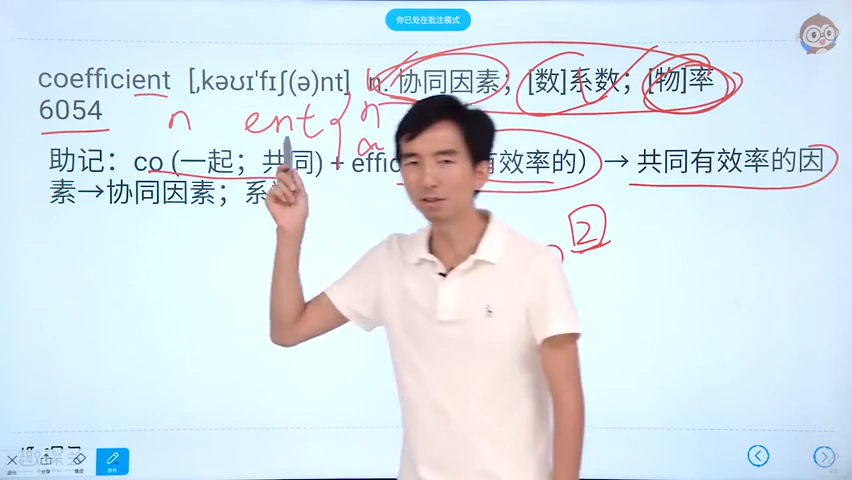 你已处在批注模式
coefficient [ˌkəʊɪˈfɪʃ(ə)nt] n. 协同因素；[数]系数；[物]率
6054
n ent { v n a
助记：co (一起；共同) + effic 有效率的） → 共同有效率的因
素→协同因素；系
2